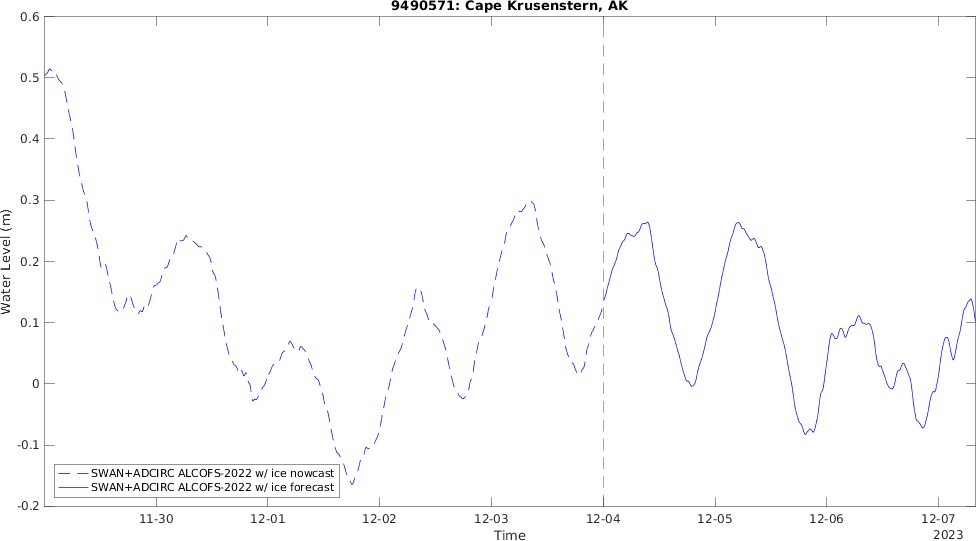 9490571: Cape Krusenstern, AK
0.6
0.5
0.4
0.3
0.2
0.1
0
-0.1
-0.2
Water Level (m)
SWAN+ADCIRC ALCOFS-2022 w/ ice nowcast
SWAN+ADCIRC ALCOFS-2022 w/ ice forecast
11-30 12-01 12-02 12-03 12-04 12-05 12-06 12-07
Time
2023